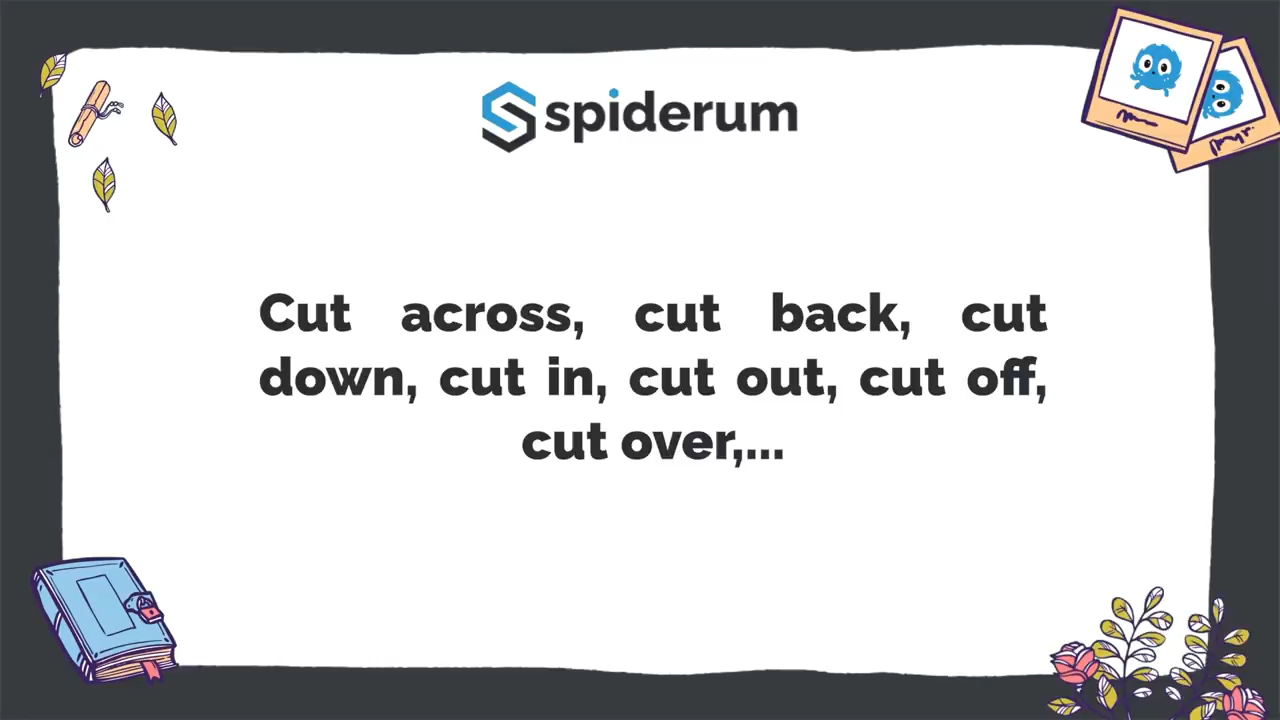 spiderum
Cut across, cut back, cut
down, cut in, cut out, cut off,
cut over,...